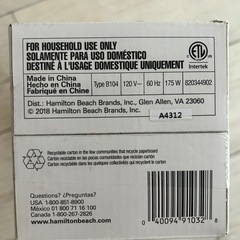 FOR HOUSEHOLD USE ONLY
SOLAMENTE PARA USO DOMÉSTICO
DESTINÉ À L'USAGE DOMESTIQUE UNIQUEMENT
ETL
Intertek
Made in China
Hecho en China
Fabriqué en Chine
Type B104
120 V~
60 Hz
175 W
820344902
Dist.: Hamilton Beach Brands, Inc., Glen Allen, VA 23060
© 2018 Hamilton Beach Brands, Inc.
A4312
Recyclable carton in a few communities that have paperboard
Questions? ¿Preguntas?
USA 1-800-851-8900
México 01 800 71 16 100
Canada 1-800-267-2826
www.hamiltonbeach.com
0 40094 91032 8